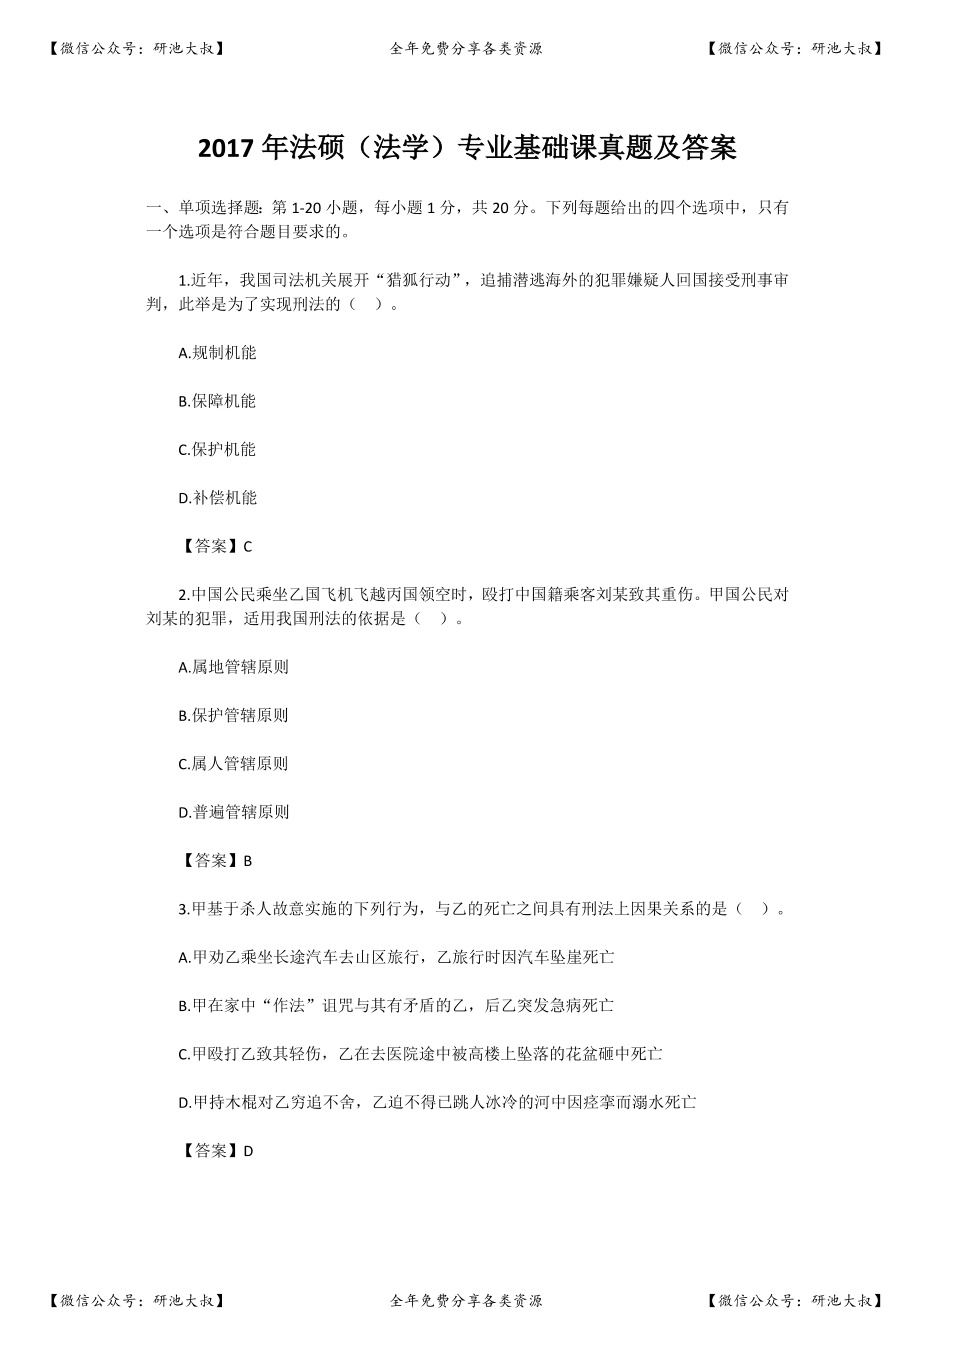 【微信公众号：研池大叔】 全年免费分享各类资源 【微信公众号：研池大叔】
2017 年法硕（法学）专业基础课真题及答案
一、单项选择题：第 1-20 小题，每小题 1 分，共 20 分。下列每题给出的四个选项中，只有
一个选项是符合题目要求的。
1.近年，我国司法机关展开“猎狐行动”，追捕潜逃海外的犯罪嫌疑人回国接受刑事审
判，此举是为了实现刑法的（　）。
A.规制机能
B.保障机能
C.保护机能
D.补偿机能
【答案】C
2.中国公民乘坐乙国飞机飞越丙国领空时，殴打中国籍乘客刘某致其重伤。甲国公民对
刘某的犯罪，适用我国刑法的依据是（　）。
A.属地管辖原则
B.保护管辖原则
C.属人管辖原则
D.普遍管辖原则
【答案】B
3.甲基于杀人故意实施的下列行为，与乙的死亡之间具有刑法上因果关系的是（　）。
A.甲劝乙乘坐长途汽车去山区旅行，乙旅行时因汽车坠崖死亡
B.甲在家中“作法”诅咒与其有矛盾的乙，后乙突发急病死亡
C.甲殴打乙致其轻伤，乙在去医院途中被高楼上坠落的花盆砸中死亡
D.甲持木棍对乙穷追不舍，乙迫不得已跳人冰冷的河中因痉挛而溺水死亡
【答案】D
【微信公众号：研池大叔】 全年免费分享各类资源 【微信公众号：研池大叔】